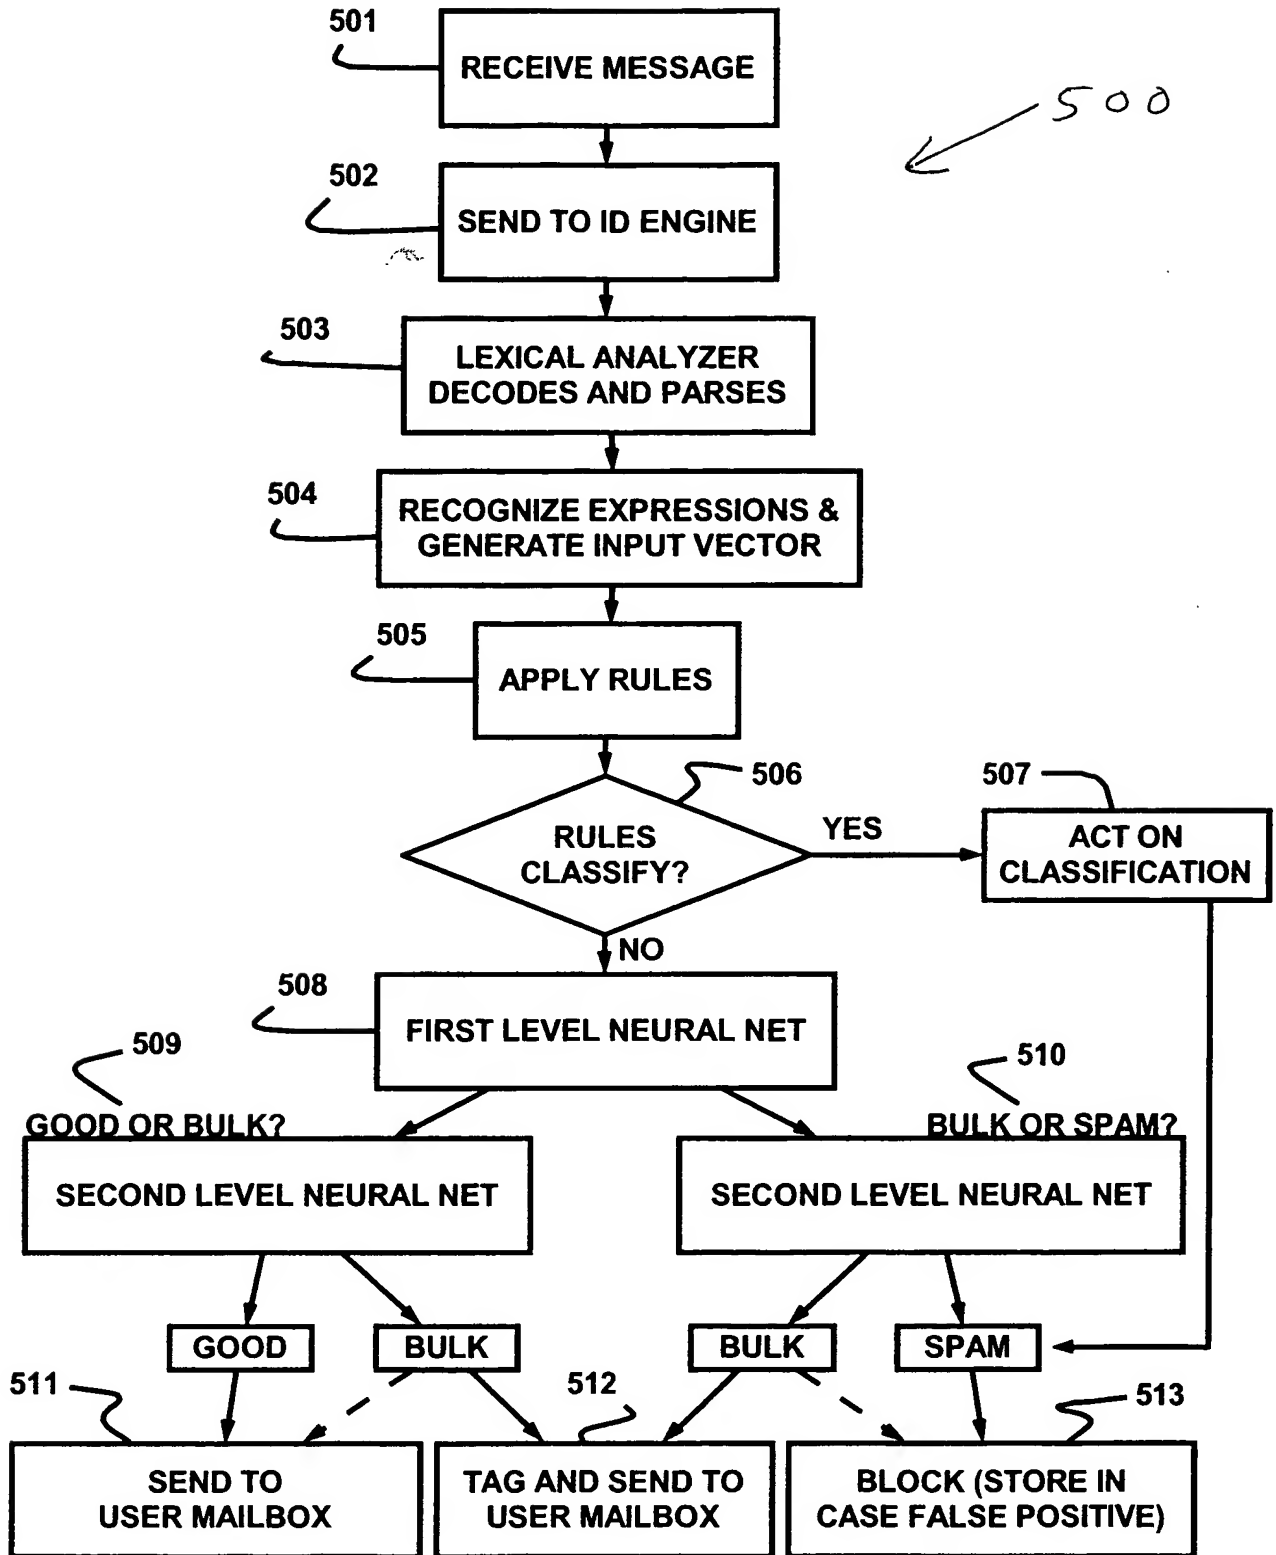 501
RECEIVE MESSAGE
500
502
SEND TO ID ENGINE
503
LEXICAL ANALYZER
DECODES AND PARSES
504
RECOGNIZE EXPRESSIONS &
GENERATE INPUT VECTOR
505
APPLY RULES
506
507
RULES
CLASSIFY?
YES
ACT ON
CLASSIFICATION
NO
508
FIRST LEVEL NEURAL NET
509
510
GOOD OR BULK?
BULK OR SPAM?
SECOND LEVEL NEURAL NET
SECOND LEVEL NEURAL NET
GOOD
BULK
BULK
SPAM
511
512
513
SEND TO
USER MAILBOX
TAG AND SEND TO
USER MAILBOX
BLOCK (STORE IN
CASE FALSE POSITIVE)